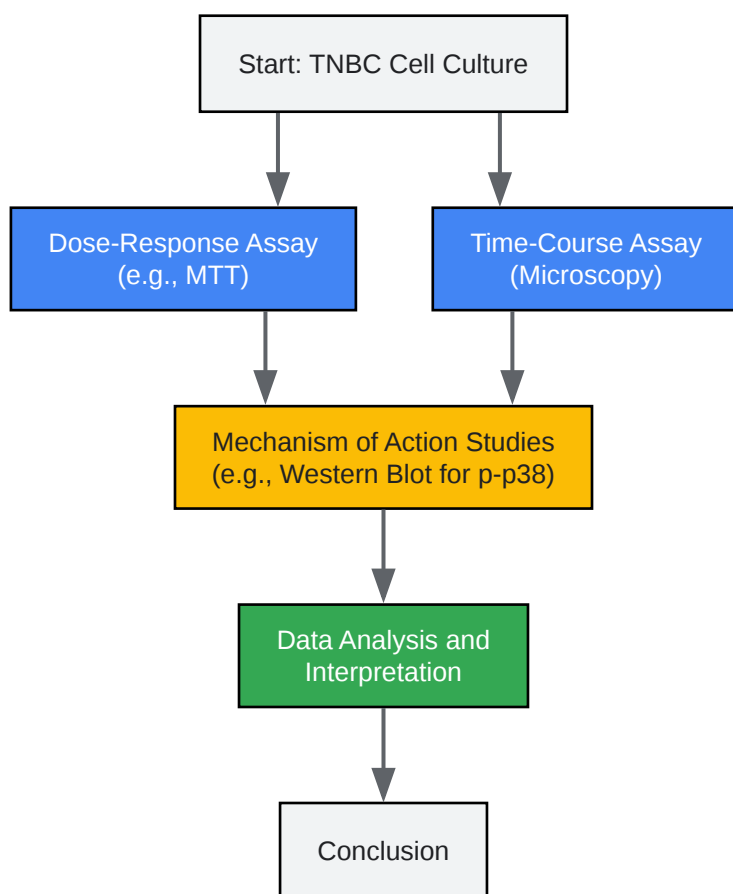 Start: TNBC Cell Culture
Dose-Response Assay
(e.g., MTT)
Time-Course Assay
(Microscopy)
Mechanism of Action Studies
(e.g., Western Blot for p-p38)
Data Analysis and
Interpretation
Conclusion